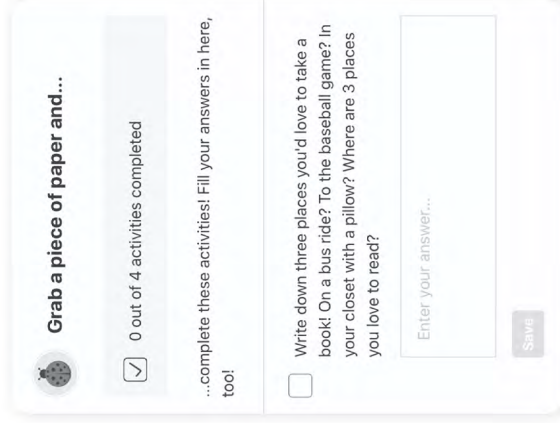 Grab a piece of paper and...
0 out of 4 activities completed
...complete these activities! Fill your answers in here,
too!
Write down three places you'd love to take a
book! On a bus ride? To the baseball game? In
your closet with a pillow? Where are 3 places
you love to read?
Enter your answer...
Save